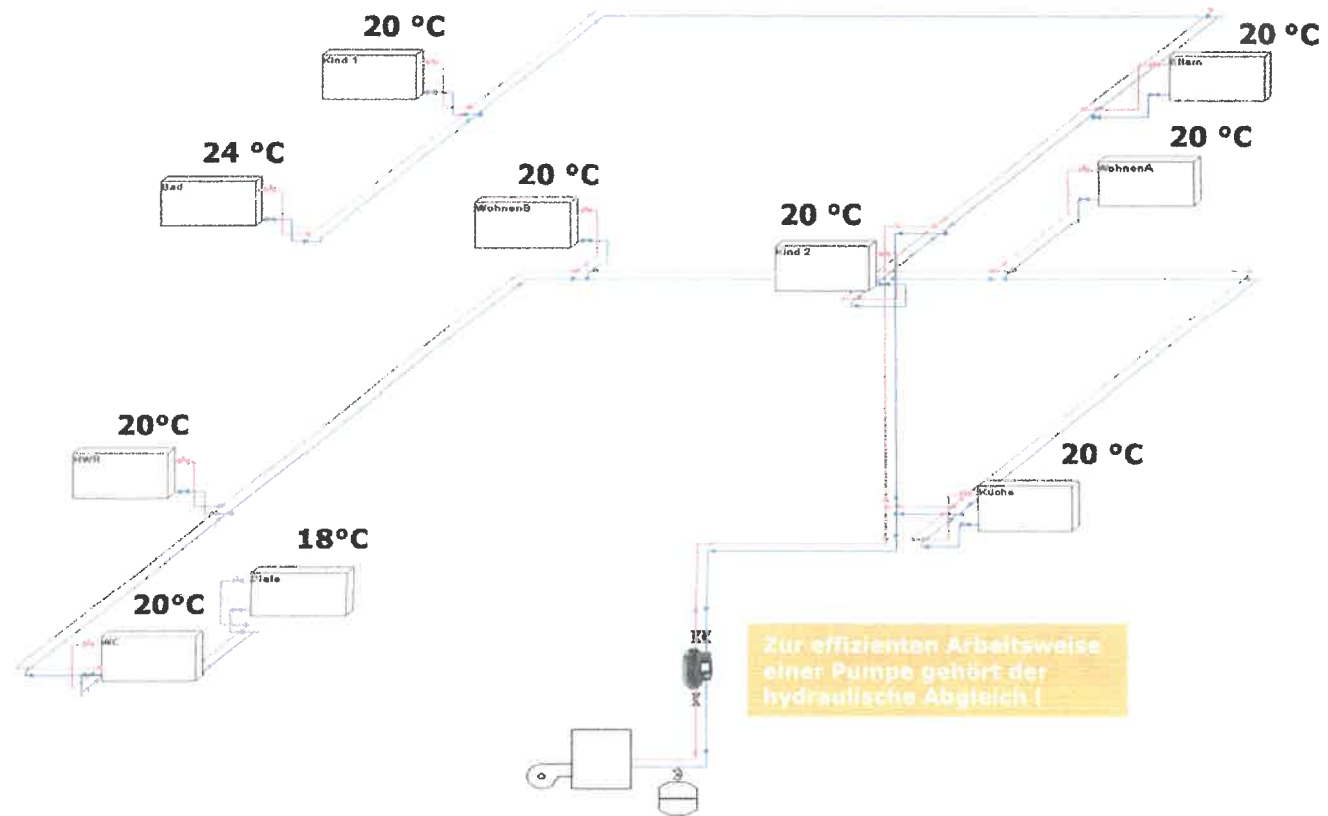 20 °C
Kind 1
20 °C
Eltern
24 °C
Bad
20 °C
WohnenB
20 °C
WohnenA
20 °C
Kind 2
20°C
HWR
20 °C
Küche
18°C
Diele
20°C
WC
Zur effizienten Arbeitsweise
einer Pumpe gehört der
hydraulische Abgleich !